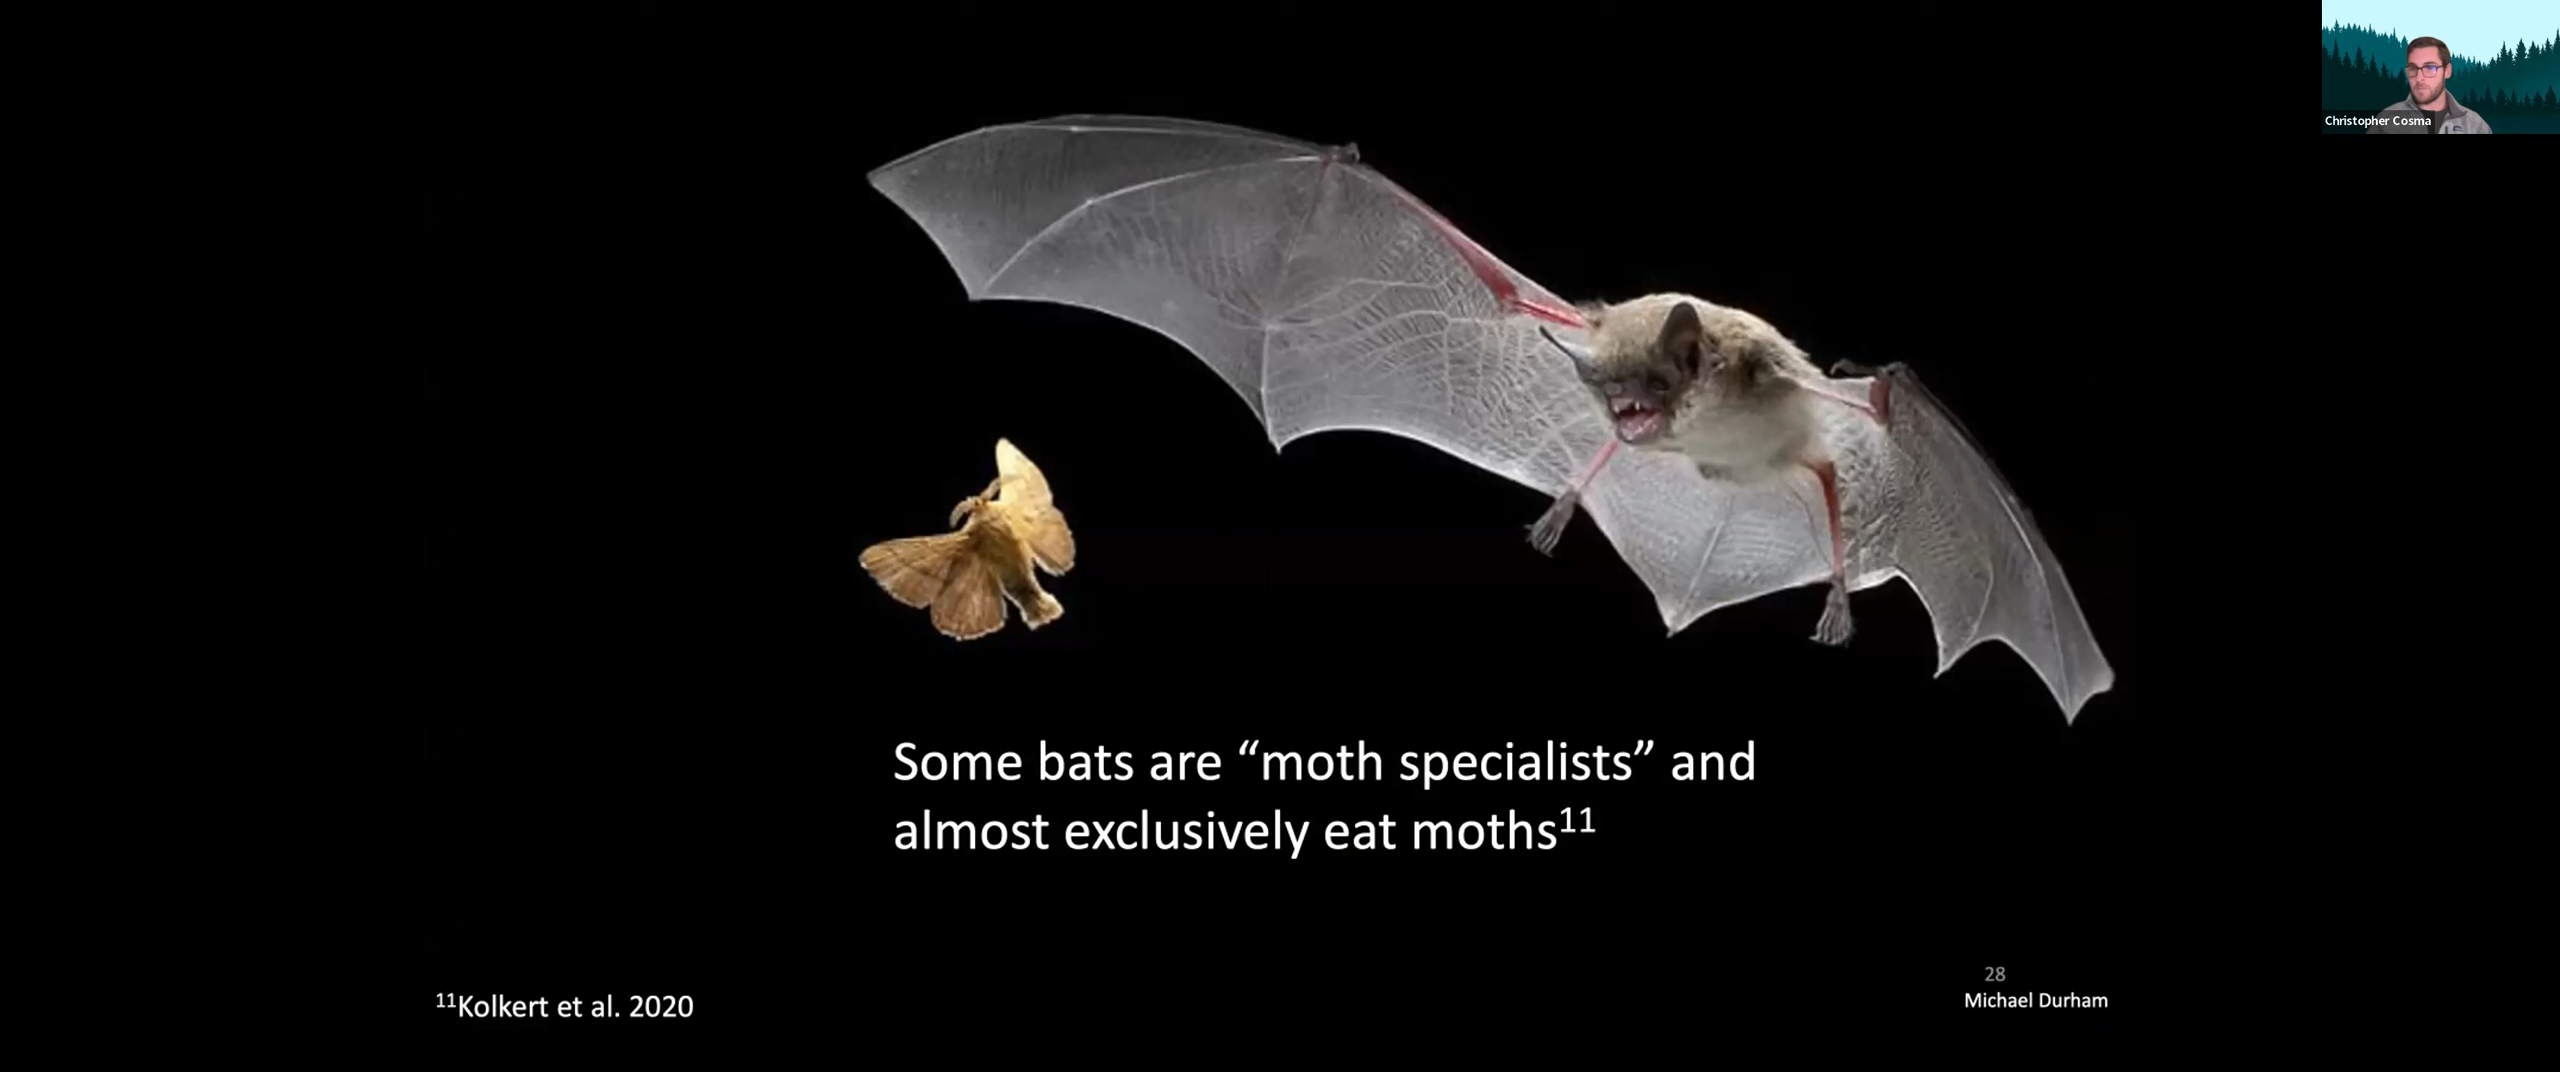 Christopher Cosma
Some bats are “moth specialists” and
almost exclusively eat moths¹¹
¹¹Kolkert et al. 2020
28
Michael Durham